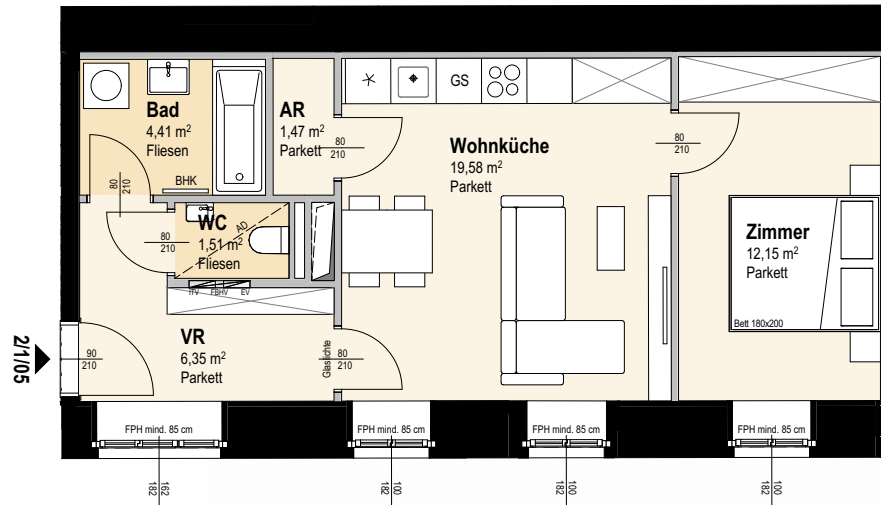 Bad
4,41 m²
Fliesen
BHK
80
210
AR
1,47 m²
Parkett
80
210
GS
Wohnküche
19,58 m²
Parkett
80
210
Zimmer
12,15 m²
Parkett
Bett 180x200
WC
1,51 m²
Fliesen
AD
80
210
ITV FBHV EV
VR
6,35 m²
Parkett
Glaslichte
80
210
90
210
2/1/05
FPH mind. 85 cm
FPH mind. 85 cm
FPH mind. 85 cm
FPH mind. 85 cm
162
182
100
182
100
182
100
182